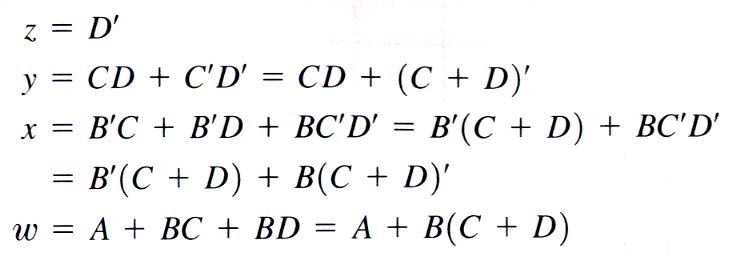 z = D′
y = CD + C′D′ = CD + (C + D)′
x = B′C + B′D + BC′D′ = B′(C + D) + BC′D′
= B′(C + D) + B(C + D)′
w = A + BC + BD = A + B(C + D)